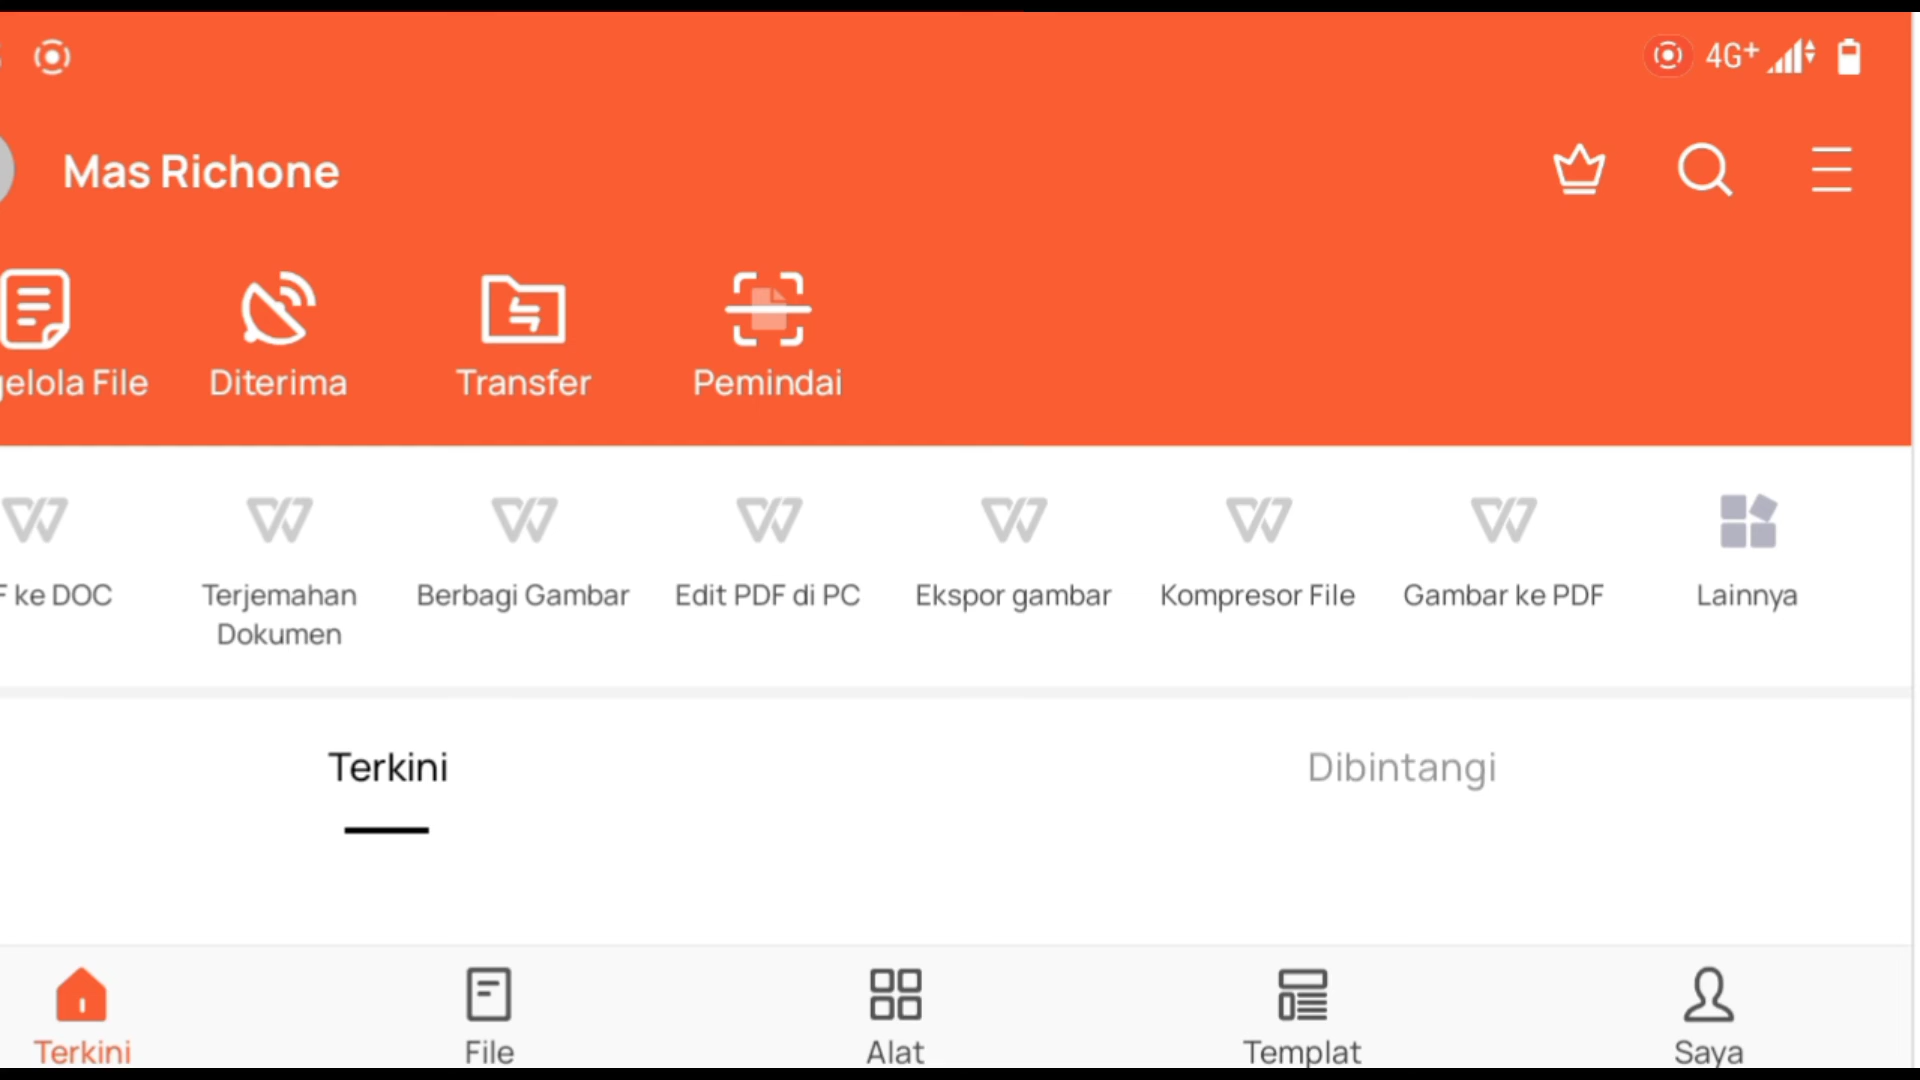 4G+
Mas Richone
gelola File
Diterima
Transfer
Pemindai
F ke DOC
Terjemahan
Dokumen
Berbagi Gambar
Edit PDF di PC
Ekspor gambar
Kompresor File
Gambar ke PDF
Lainnya
Terkini
Dibintangi
Terkini
File
Alat
Templat
Saya